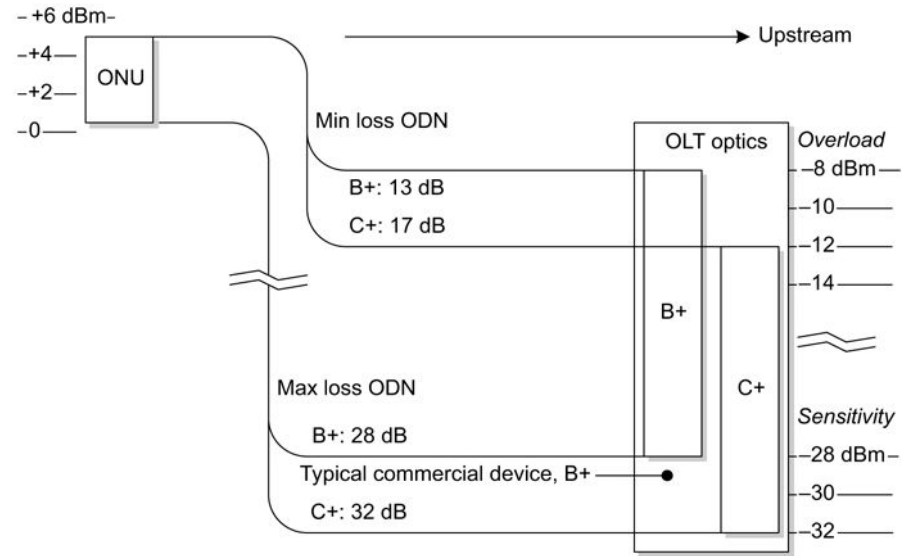 +6 dBm
+4
+2
0
ONU
Upstream
Min loss ODN
B+: 13 dB
C+: 17 dB
OLT optics
Overload
–8 dBm
–10
–12
–14
B+
C+
Max loss ODN
B+: 28 dB
Typical commercial device, B+
C+: 32 dB
Sensitivity
–28 dBm
–30
–32